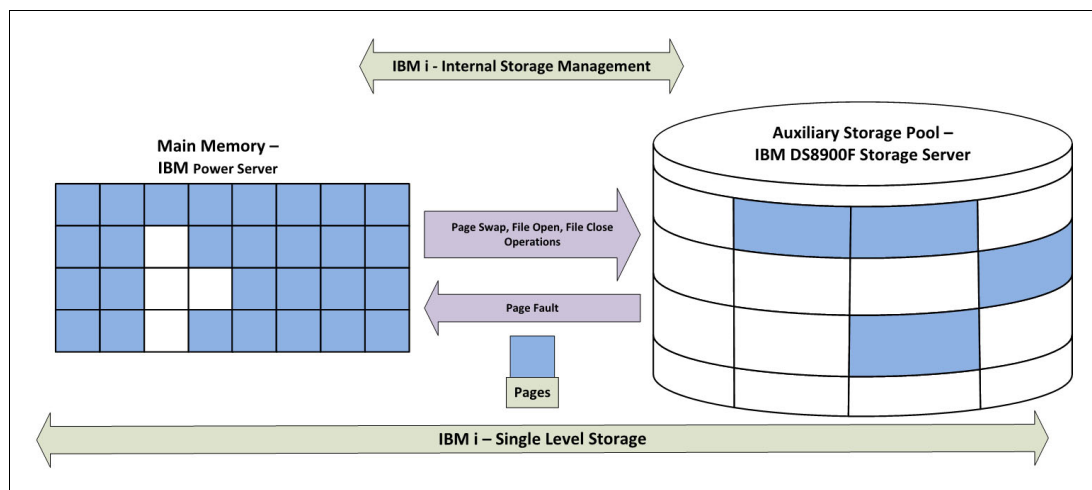 IBM i - Internal Storage Management
Main Memory –
IBM Power Server
Auxiliary Storage Pool –
IBM DS8900F Storage Server
Page Swap, File Open, File Close
Operations
Page Fault
Pages
IBM i – Single Level Storage